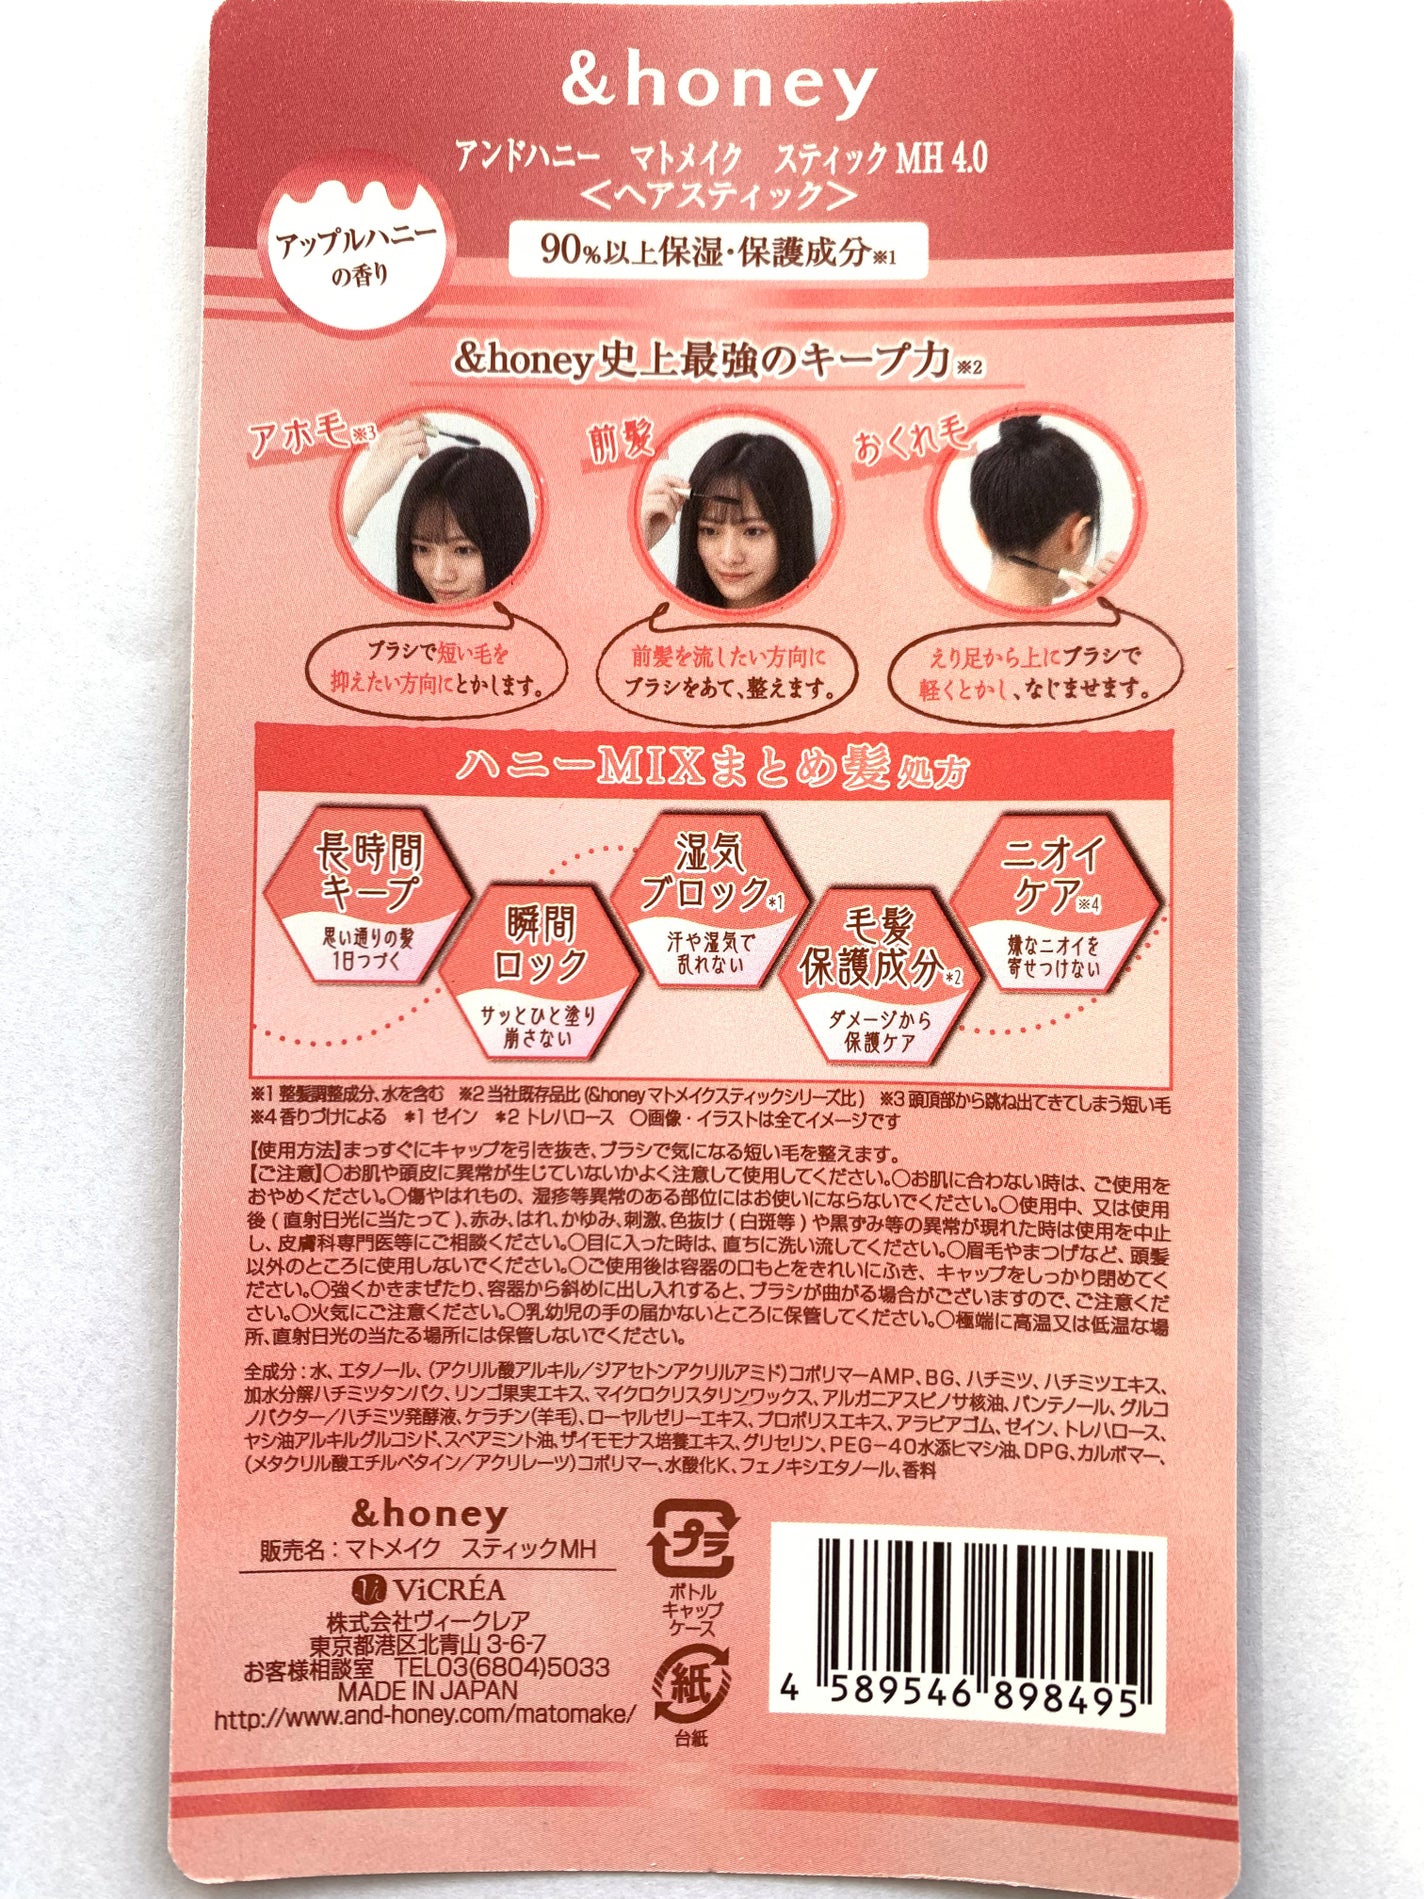 &honey
アンドハニー　マトメイク　スティックMH 4.0
＜ヘアスティック＞
アップルハニー
の香り
90%以上保湿・保護成分※1
&honey史上最強のキープ力※2
アホ毛※3
前髪
おくれ毛
ブラシで短い毛を
抑えたい方向にとかします。
前髪を流したい方向に
ブラシをあて、整えます。
えり足から上にブラシで
軽くとかし、なじませます。
ハニーMIXまとめ髪処方
長時間
キープ
思い通りの髪
1日つづく
瞬間
ロック
サッとひと塗り
崩さない
湿気
ブロック*1
汗や湿気で
乱れない
毛髪
保護成分*2
ダメージから
保護ケア
ニオイ
ケア※4
嫌なニオイを
寄せつけない
※1 整髪調整成分、水を含む　※2 当社既存品比 (&honey マトメイクスティックシリーズ比)　※3 頭頂部から跳ね出てきてしまう短い毛
※4 香りづけによる　*1 ゼイン　*2 トレハロース　〇画像・イラストは全てイメージです
【使用方法】まっすぐにキャップを引き抜き、ブラシで気になる短い毛を整えます。
【ご注意】〇お肌や頭皮に異常が生じていないかよく注意して使用してください。〇お肌に合わない時は、ご使用を
おやめください。〇傷やはれもの、湿疹等異常のある部位にはお使いにならないでください。〇使用中、又は使用
後（直射日光に当たって）、赤み、はれ、かゆみ、刺激、色抜け（白斑等）や黒ずみ等の異常が現れた時は使用を中止
し、皮膚科専門医等にご相談ください。〇目に入った時は、直ちに洗い流してください。〇眉毛やまつげなど、頭髪
以外のところに使用しないでください。〇ご使用後は容器の口もとをきれいにふき、キャップをしっかり閉めてく
ださい。〇強くかきまぜたり、容器から斜めに出し入れすると、ブラシが曲がる場合がございますので、ご注意くだ
さい。〇火気にご注意ください。〇乳幼児の手の届かないところに保管してください。〇極端に高温又は低温な場
所、直射日光の当たる場所には保管しないでください。
全成分：水、エタノール、（アクリル酸アルキル／ジアセトンアクリルアミド）コポリマーAMP、BG、ハチミツ、ハチミツエキス、
加水分解ハチミツタンパク、リンゴ果実エキス、マイクロクリスタリンワックス、アルガニアスピノサ核油、パンテノール、グルコ
ノバクター／ハチミツ発酵液、ケラチン(羊毛)、ローヤルゼリーエキス、プロポリスエキス、アラビアゴム、ゼイン、トレハロース、
ヤシ油アルキルグルコシド、スペアミント油、ザイモモナス培養エキス、グリセリン、PEG－40水添ヒマシ油、DPG、カルボマー、
（メタクリル酸エチルベタイン／アクリレーツ）コポリマー、水酸化K、フェノキシエタノール、香料
&honey
販売名：マトメイク　スティックMH
Vi ViCRÉA
株式会社ヴィークレア
東京都港区北青山 3-6-7
お客様相談室　TEL03(6804)5033
MADE IN JAPAN
http://www.and-honey.com/matomake/
プラ
ボトル
キャップ
ケース
紙
台紙
4 589546 898495